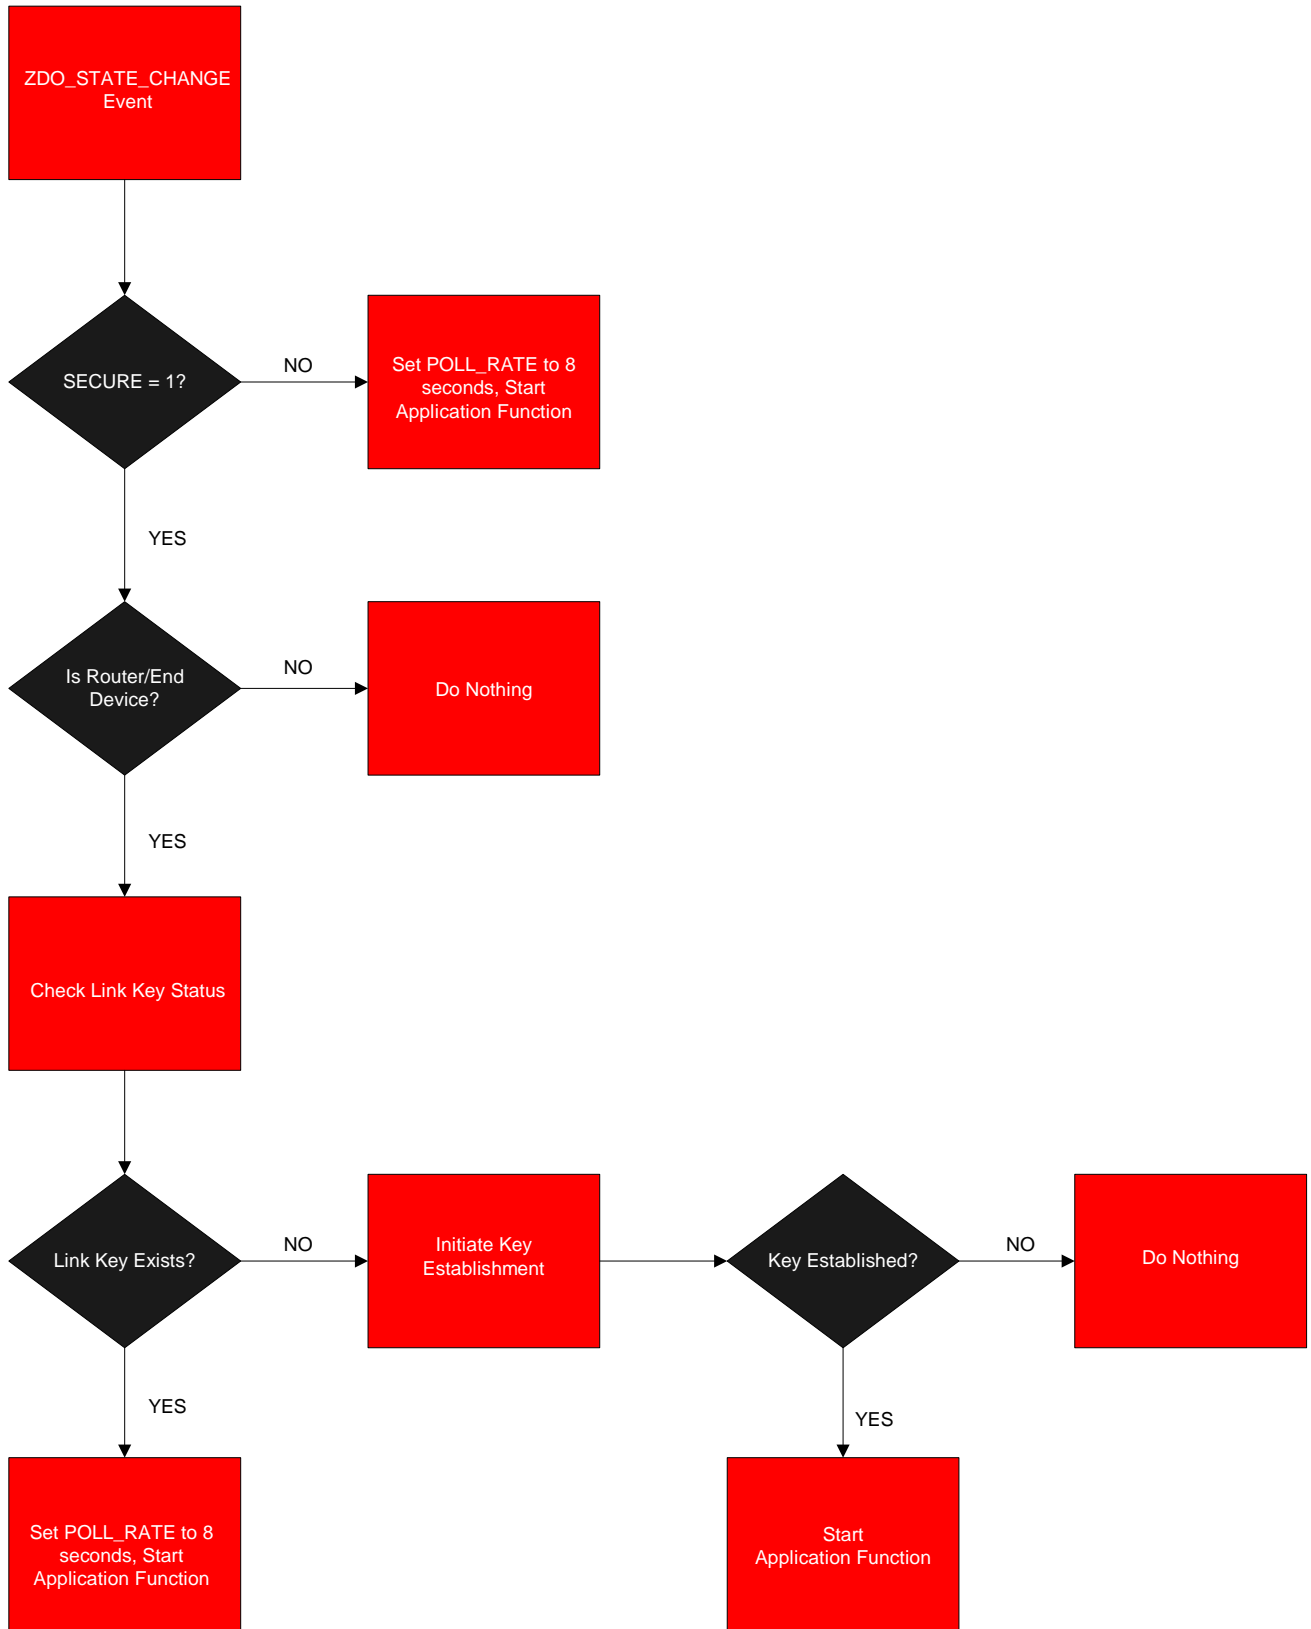 ZDO_STATE_CHANGE
Event
SECURE = 1?
NO
Set POLL_RATE to 8
seconds, Start
Application Function
YES
Is Router/End
Device?
NO
Do Nothing
YES
Check Link Key Status
Link Key Exists?
NO
Initiate Key
Establishment
Key Established?
NO
Do Nothing
YES
YES
Set POLL_RATE to 8
seconds, Start
Application Function
Start
Application Function